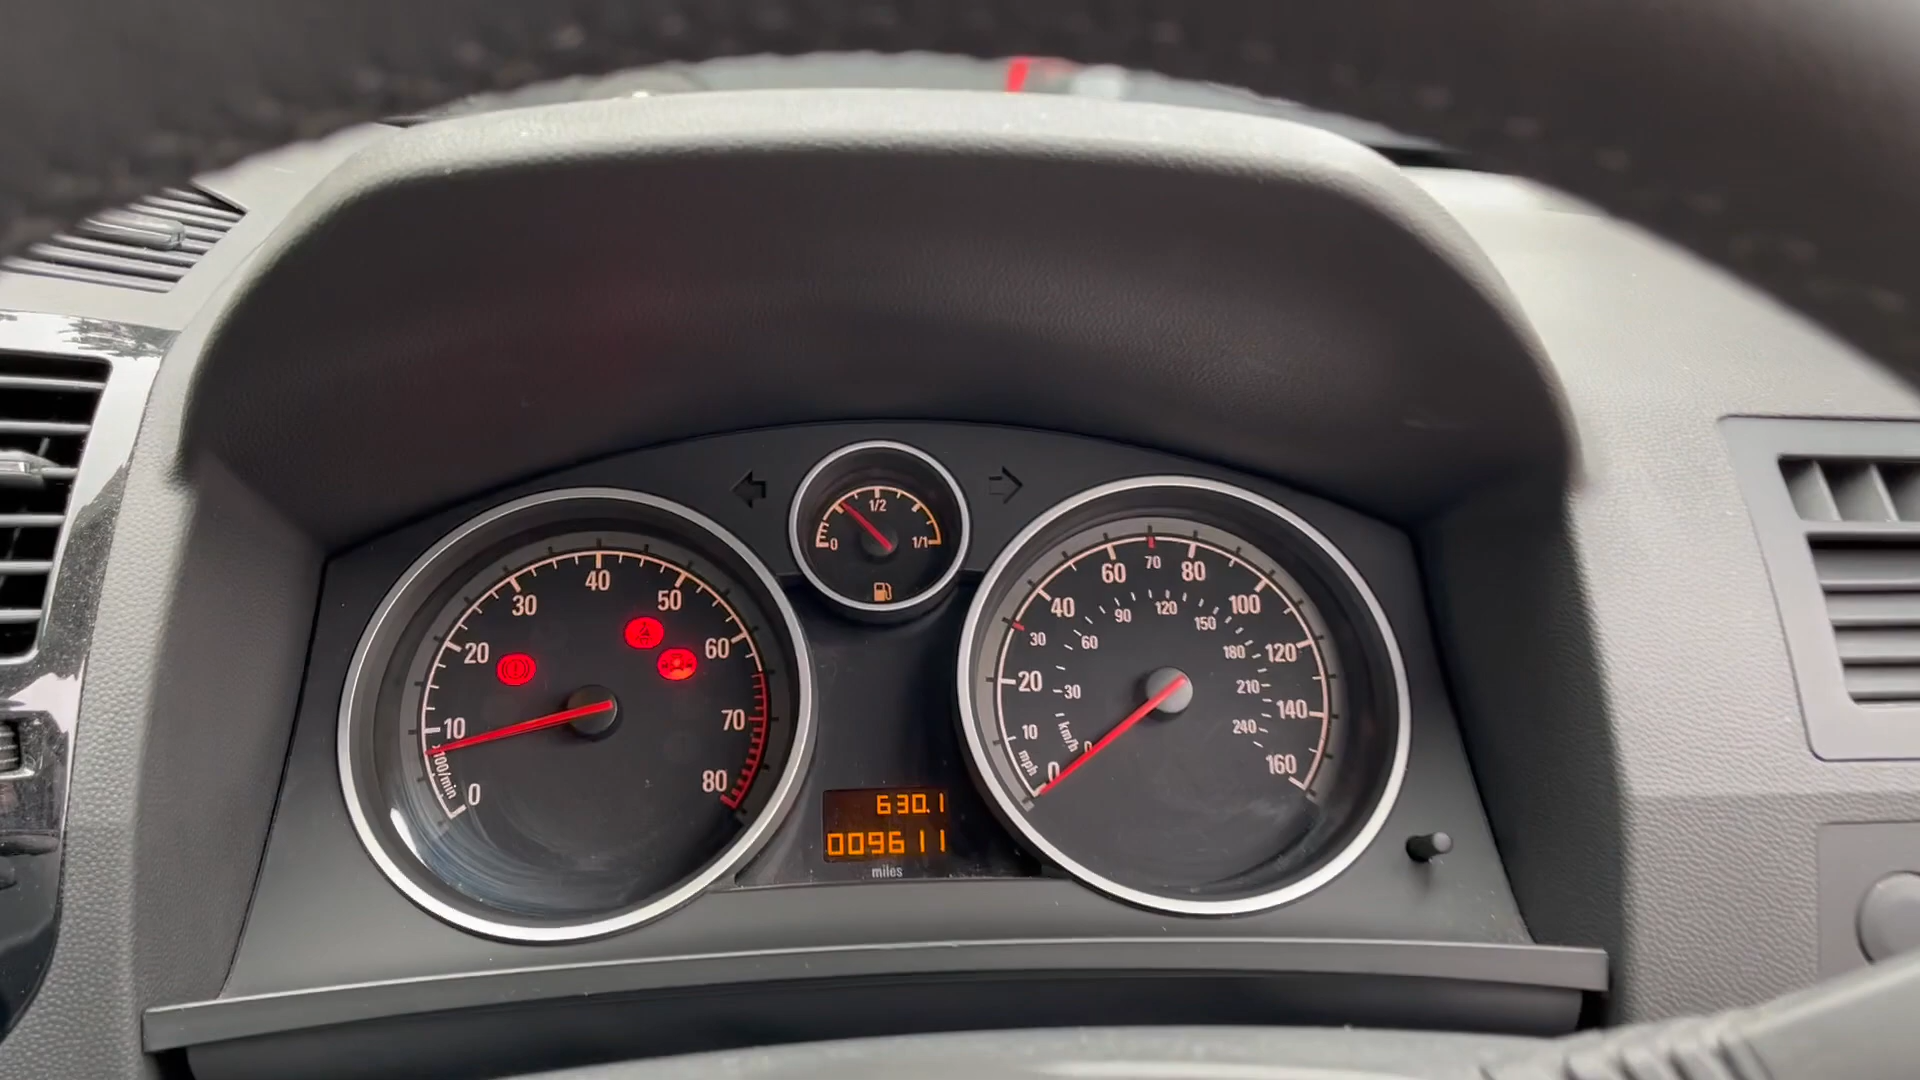 1/2
0 1/1
0 10 20 30 40 50 60 70 80
100/min
0 10 20 30 40 60 70 80 100 120 140 160
mph
30 60 90 120 150 180 210 240
km/h
0
630.1
009611
miles